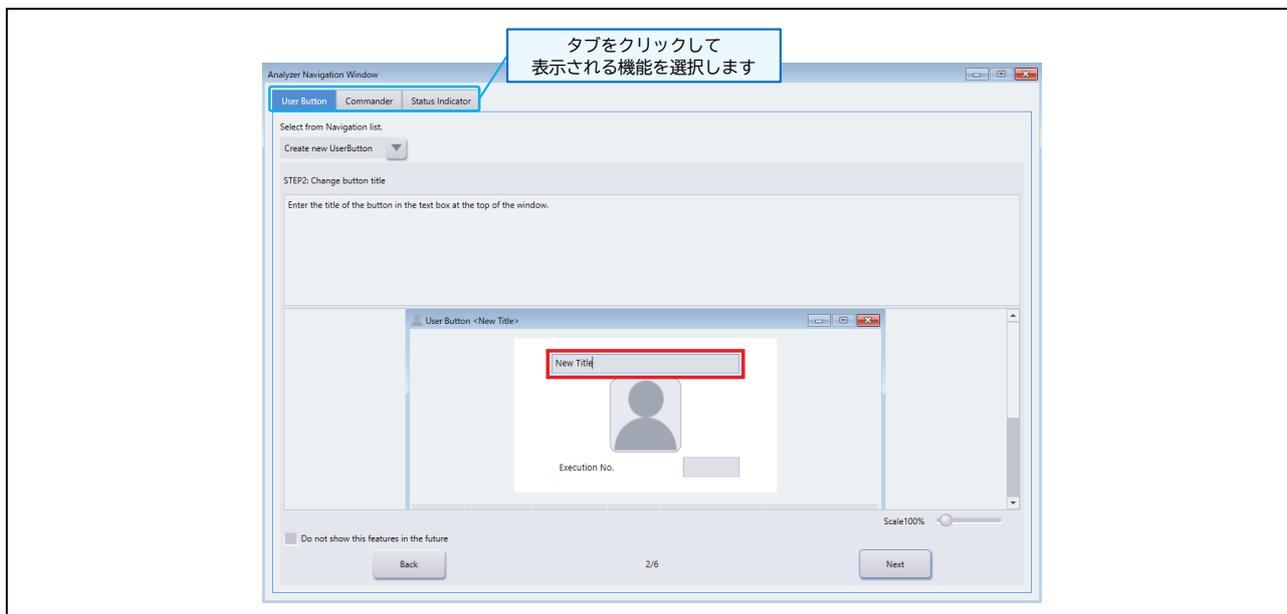 タブをクリックして
表示される機能を選択します
Analyzer Navigation Window
User Button Commander Status Indicator
Select from Navigation list.
Create new UserButton
STEP2: Change button title
Enter the title of the button in the text box at the top of the window.
User Button <New Title>
New Title
Execution No.
Scale100%
Do not show this features in the future
Back 2/6 Next